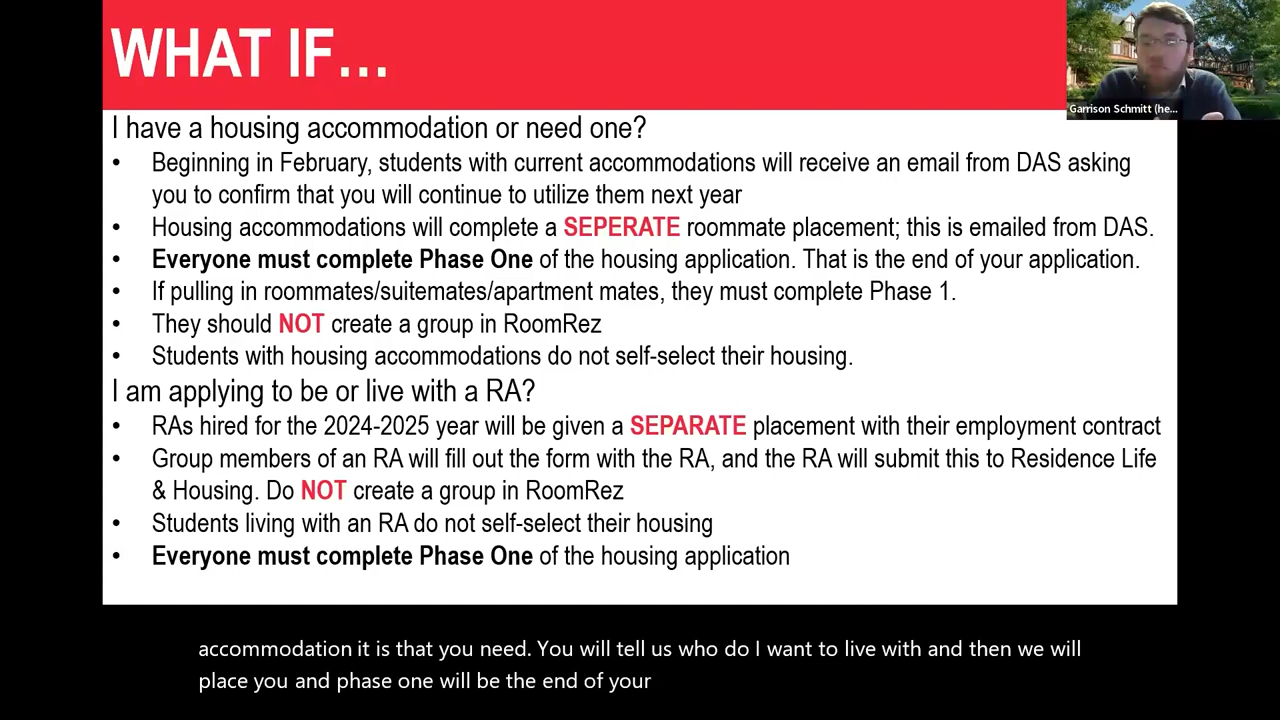 WHAT IF...
Garrison Schmitt (he...
I have a housing accommodation or need one?
• Beginning in February, students with current accommodations will receive an email from DAS asking
you to confirm that you will continue to utilize them next year
• Housing accommodations will complete a SEPERATE roommate placement; this is emailed from DAS.
• Everyone must complete Phase One of the housing application. That is the end of your application.
• If pulling in roommates/suitemates/apartment mates, they must complete Phase 1.
• They should NOT create a group in RoomRez
• Students with housing accommodations do not self-select their housing.
I am applying to be or live with a RA?
• RAs hired for the 2024-2025 year will be given a SEPARATE placement with their employment contract
• Group members of an RA will fill out the form with the RA, and the RA will submit this to Residence Life
& Housing. Do NOT create a group in RoomRez
• Students living with an RA do not self-select their housing
• Everyone must complete Phase One of the housing application
accommodation it is that you need. You will tell us who do I want to live with and then we will
place you and phase one will be the end of your